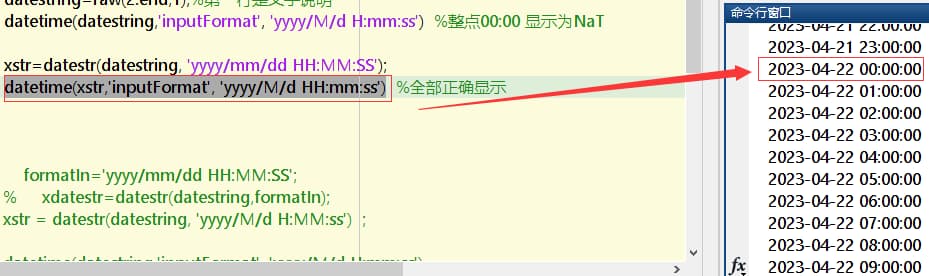 datestring=raw(2:end,1);%第一行是文字说明
datetime(datestring,'inputFormat', 'yyyy/M/d H:mm:ss') %整点00:00 显示为NaT
xstr=datestr(datestring, 'yyyy/mm/dd HH:MM:SS');
datetime(xstr,'inputFormat', 'yyyy/M/d HH:mm:ss') %全部正确显示
formatIn='yyyy/mm/dd HH:MM:SS';
% xdatestr=datestr(datestring,formatIn);
xstr = datestr(datestring, 'yyyy/M/d H:MM:ss') ;
命令行窗口
2023-04-21 22:00:00
2023-04-21 23:00:00
2023-04-22 00:00:00
2023-04-22 01:00:00
2023-04-22 02:00:00
2023-04-22 03:00:00
2023-04-22 04:00:00
2023-04-22 05:00:00
2023-04-22 06:00:00
2023-04-22 07:00:00
2023-04-22 08:00:00
2023-04-22 09:00:00
fx